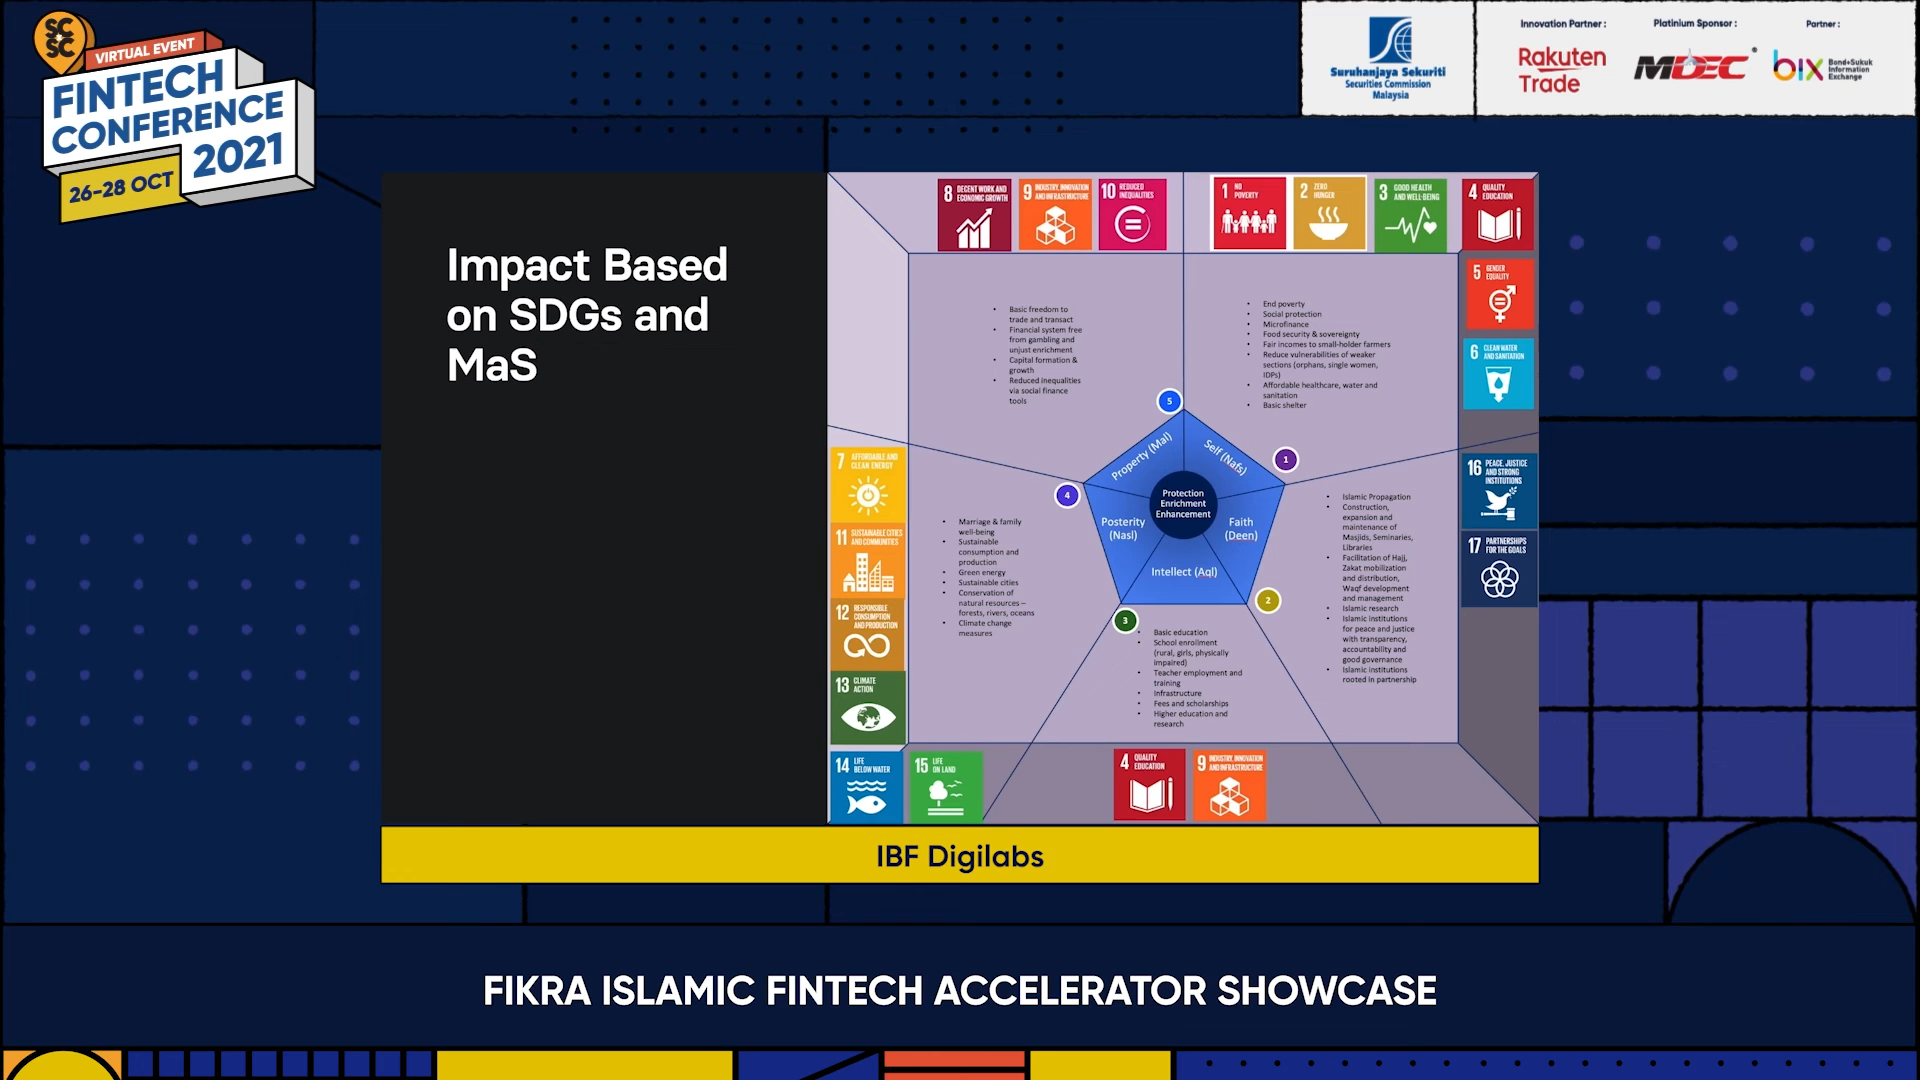 SC
SC
VIRTUAL EVENT
FINTECH
CONFERENCE
2021
26-28 OCT
Suruhanjaya Sekuriti
Securities Commission
Malaysia
Innovation Partner :
Rakuten
Trade
Platinium Sponsor :
MDEC
Partner :
bix
Bond+Sukuk
Information
Exchange
Impact Based
on SDGs and
MaS
8 DECENT WORK AND
ECONOMIC GROWTH
9 INDUSTRY, INNOVATION
AND INFRASTRUCTURE
10 REDUCED
INEQUALITIES
1 NO
POVERTY
2 ZERO
HUNGER
3 GOOD HEALTH
AND WELL-BEING
4 QUALITY
EDUCATION
5 GENDER
EQUALITY
6 CLEAN WATER
AND SANITATION
16 PEACE, JUSTICE
AND STRONG
INSTITUTIONS
17 PARTNERSHIPS
FOR THE GOALS
7 AFFORDABLE AND
CLEAN ENERGY
11 SUSTAINABLE CITIES
AND COMMUNITIES
12 RESPONSIBLE
CONSUMPTION
AND PRODUCTION
13 CLIMATE
ACTION
14 LIFE
BELOW WATER
15 LIFE
ON LAND
4 QUALITY
EDUCATION
9 INDUSTRY, INNOVATION
AND INFRASTRUCTURE
• Basic freedom to
trade and transact
• Financial system free
from gambling and
unjust enrichment
• Capital formation &
growth
• Reduced inequalities
via social finance
tools
• End poverty
• Social protection
• Microfinance
• Food security & sovereignty
• Fair incomes to small-holder farmers
• Reduce vulnerabilities of weaker
sections (orphans, single women,
IDPs)
• Affordable healthcare, water and
sanitation
• Basic shelter
5
1
4
2
3
Property (Mal)
Self (Nafs)
Protection
Enrichment
Enhancement
Posterity
(Nasl)
Faith
(Deen)
Intellect (Aql)
• Marriage & family
well-being
• Sustainable
consumption and
production
• Green energy
• Sustainable cities
• Conservation of
natural resources –
forests, rivers, oceans
• Climate change
measures
• Islamic Propagation
• Construction,
expansion and
maintenance of
Masjids, Seminaries,
Libraries
• Facilitation of Hajj,
Zakat mobilization
and distribution,
Waqf development
and management
• Islamic research
• Islamic institutions
for peace and justice
with transparency,
accountability and
good governance
• Islamic institutions
rooted in partnership
• Basic education
• School enrollment
(rural, girls, physically
impaired)
• Teacher employment and
training
• Infrastructure
• Fees and scholarships
• Higher education and
research
IBF Digilabs
FIKRA ISLAMIC FINTECH ACCELERATOR SHOWCASE